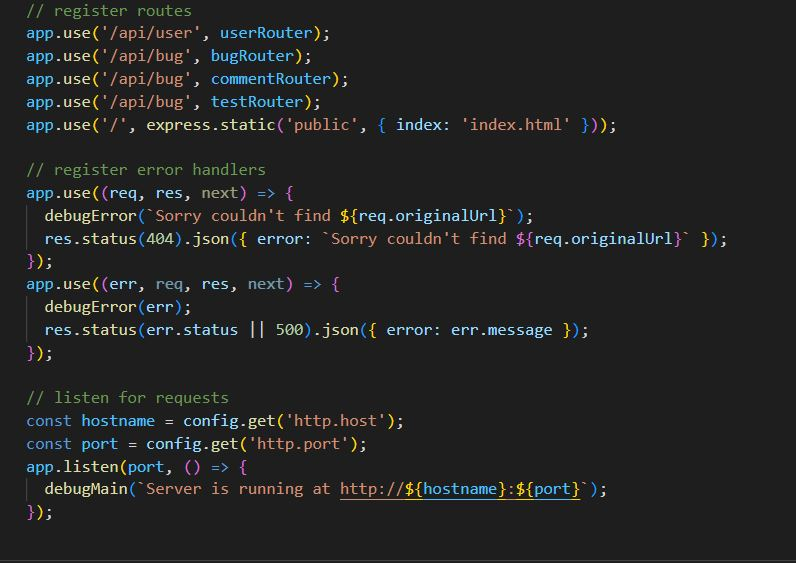 // register routes
app.use('/api/user', userRouter);
app.use('/api/bug', bugRouter);
app.use('/api/bug', commentRouter);
app.use('/api/bug', testRouter);
app.use('/', express.static('public', { index: 'index.html' }));

// register error handlers
app.use((req, res, next) => {
  debugError(`Sorry couldn't find ${req.originalUrl}`);
  res.status(404).json({ error: `Sorry couldn't find ${req.originalUrl}` });
});
app.use((err, req, res, next) => {
  debugError(err);
  res.status(err.status || 500).json({ error: err.message });
});

// listen for requests
const hostname = config.get('http.host');
const port = config.get('http.port');
app.listen(port, () => {
  debugMain(`Server is running at http://${hostname}:${port}`);
});